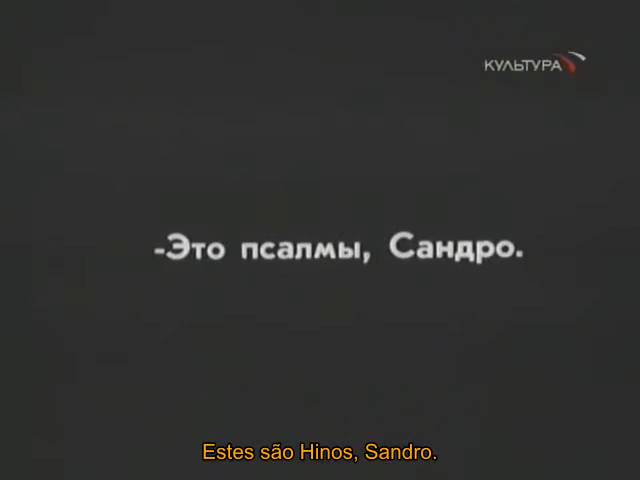 КУЛЬТУРА
-Это псалмы, Сандро.
Estes são Hinos, Sandro.